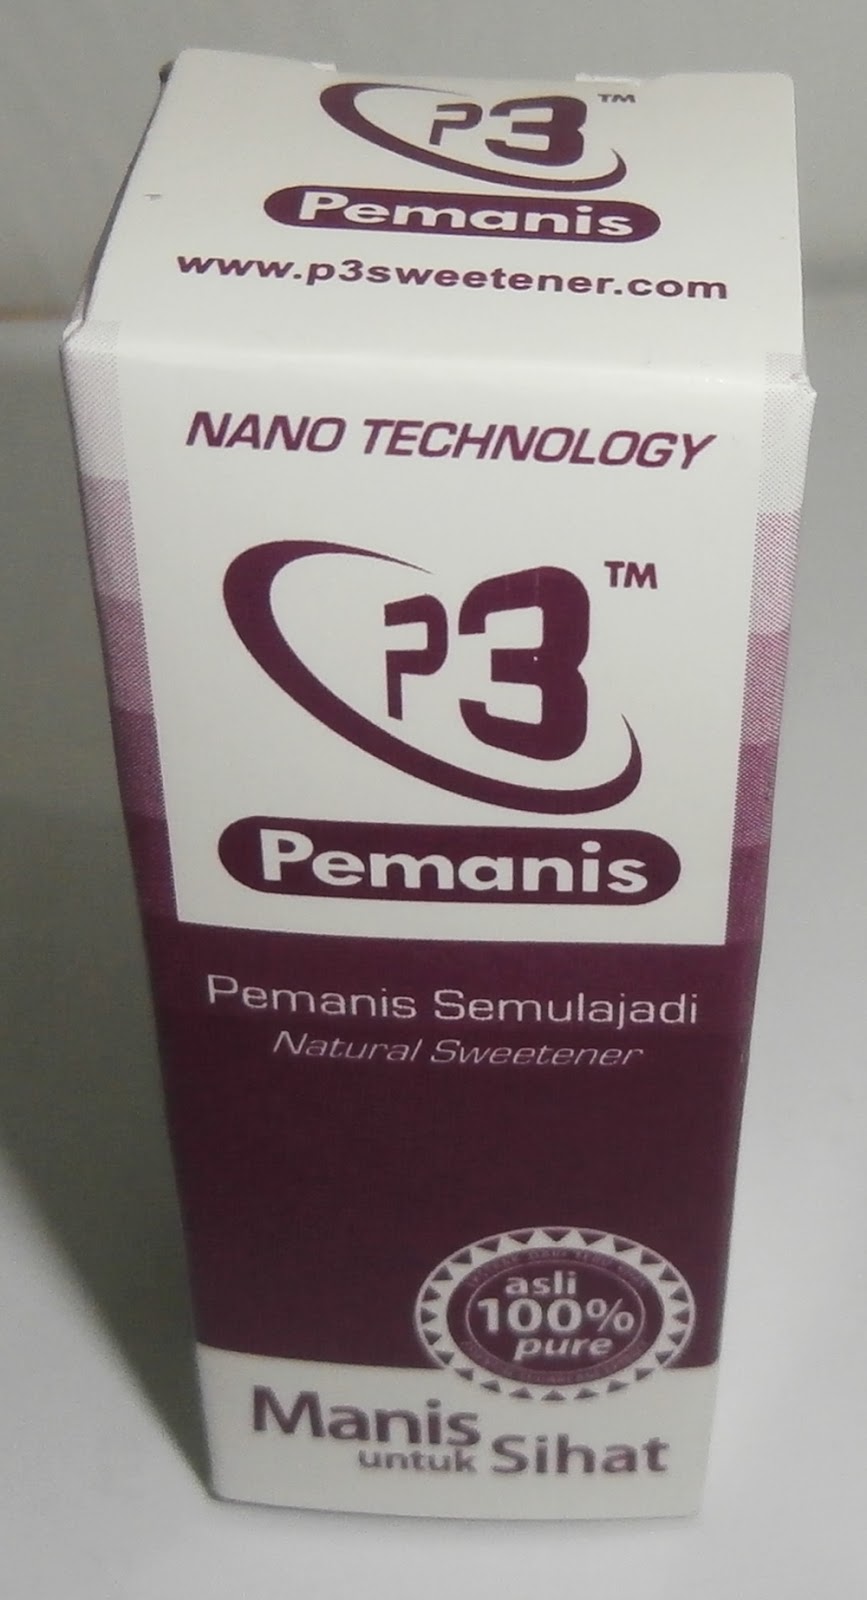 P3™
Pemanis
www.p3sweetener.com
NANO TECHNOLOGY
P3™
Pemanis
Pemanis Semulajadi
Natural Sweetener
asli
100%
pure
Manis
untuk Sihat